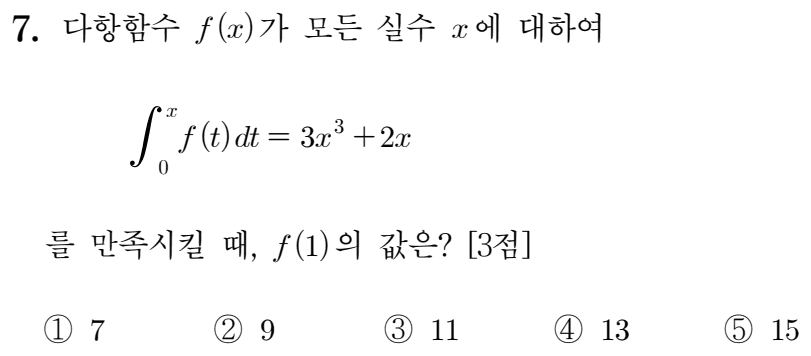 7. 다항함수 f(x)가 모든 실수 x에 대하여
∫₀ˣ f(t)dt = 3x³ + 2x
를 만족시킬 때, f(1)의 값은? [3점]
① 7 ② 9 ③ 11 ④ 13 ⑤ 15